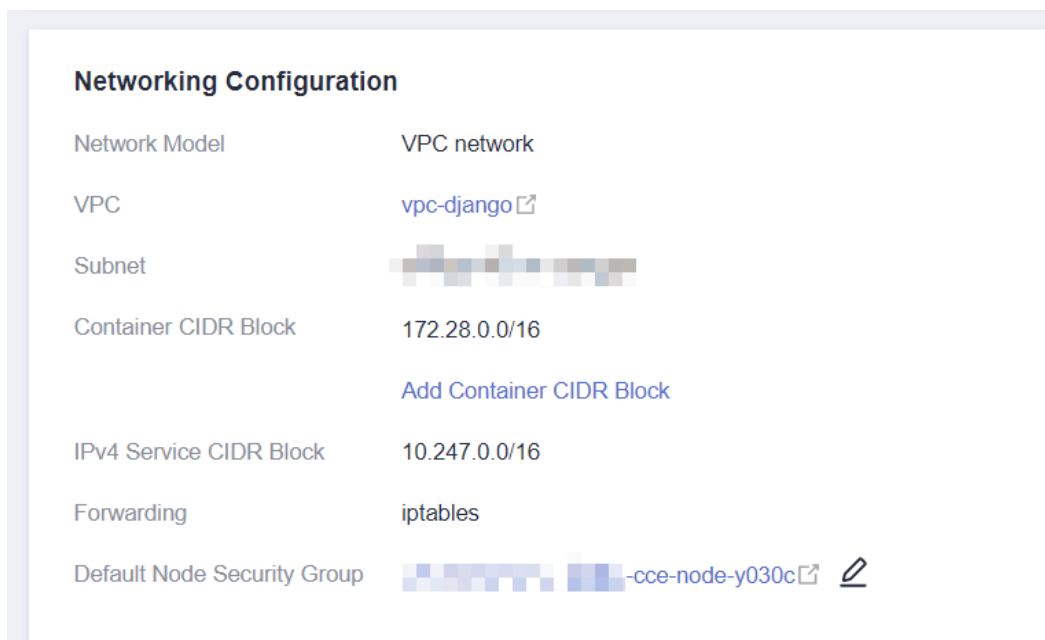 Networking Configuration
Network Model VPC network
VPC vpc-django
Subnet
Container CIDR Block 172.28.0.0/16
Add Container CIDR Block
IPv4 Service CIDR Block 10.247.0.0/16
Forwarding iptables
Default Node Security Group -cce-node-y030c